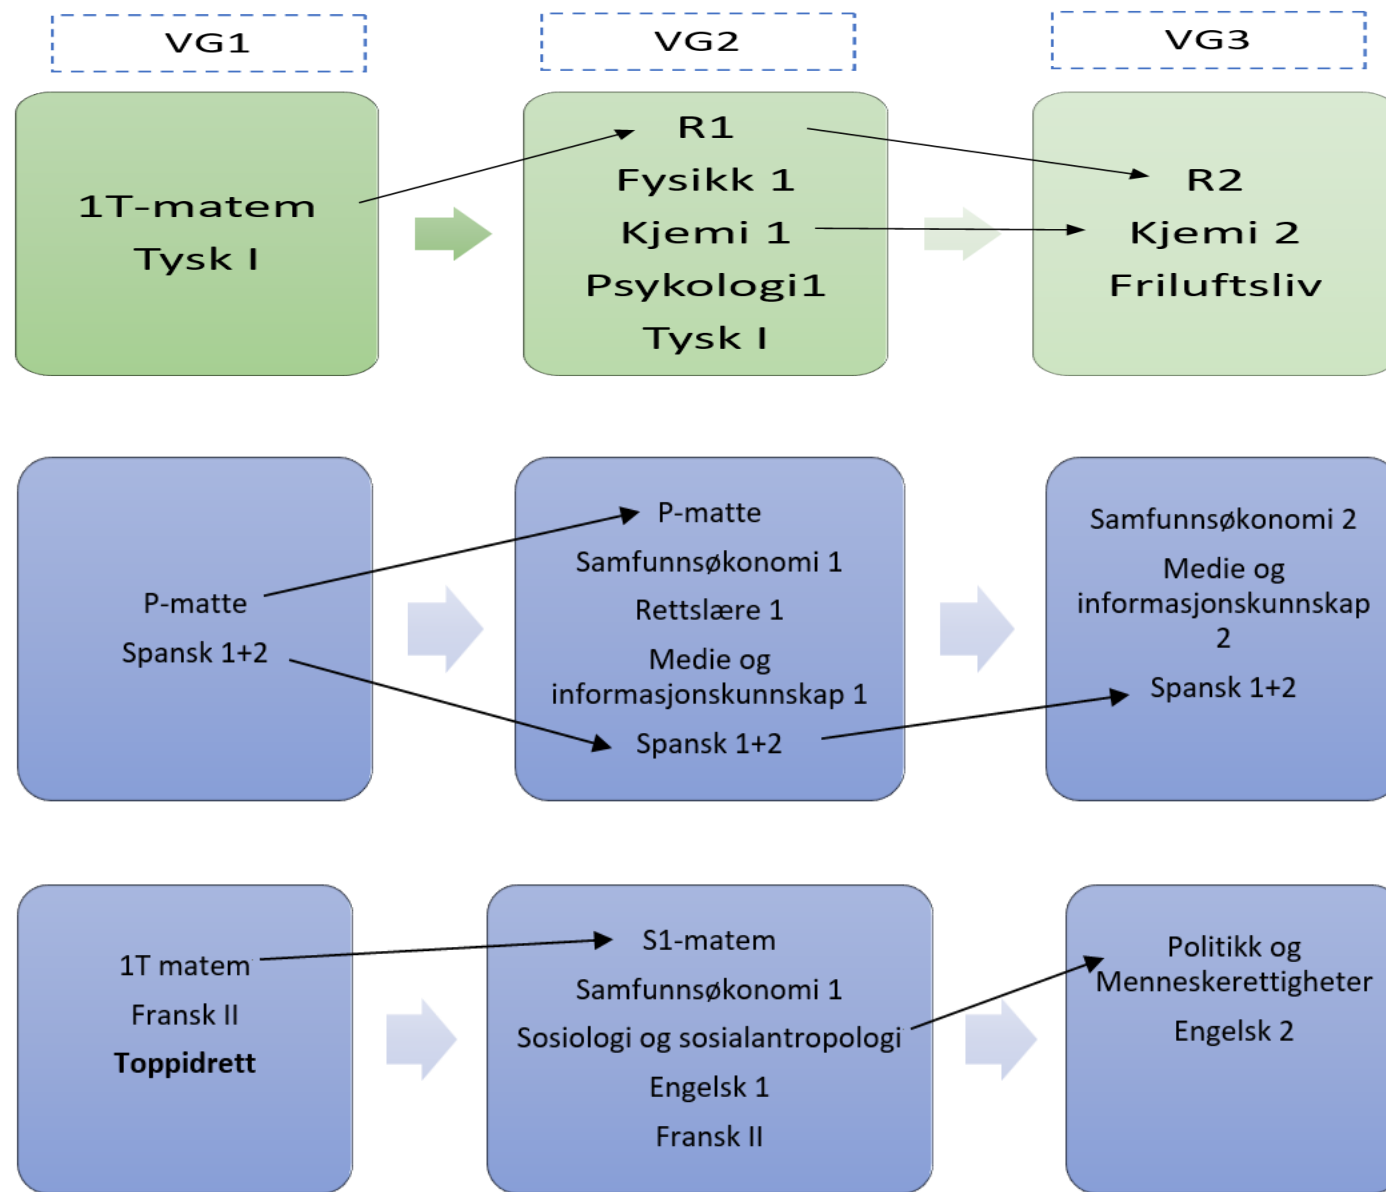 VG1
VG2
VG3
1T-matem
Tysk I
R1
Fysikk 1
Kjemi 1
Psykologi1
Tysk I
R2
Kjemi 2
Friluftsliv
P-matte
Spansk 1+2
P-matte
Samfunnsøkonomi 1
Rettslære 1
Medie og
informasjonskunnskap 1
Spansk 1+2
Samfunnsøkonomi 2
Medie og
informasjonskunnskap
2
Spansk 1+2
1T matem
Fransk II
Toppidrett
S1-matem
Samfunnsøkonomi 1
Sosiologi og sosialantropologi
Engelsk 1
Fransk II
Politikk og
Menneskerettigheter
Engelsk 2